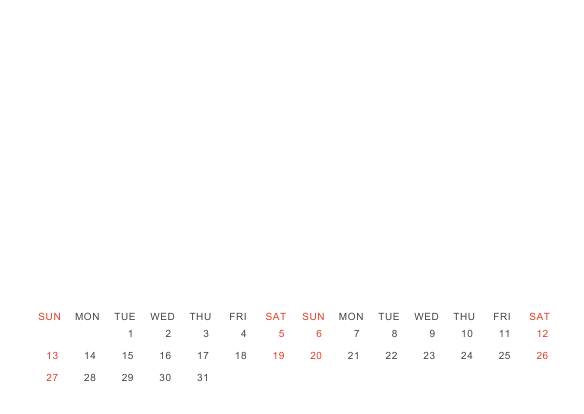 SUN MON TUE WED THU FRI SAT SUN MON TUE WED THU FRI SAT
1 2 3 4 5 6 7 8 9 10 11 12
13 14 15 16 17 18 19 20 21 22 23 24 25 26
27 28 29 30 31